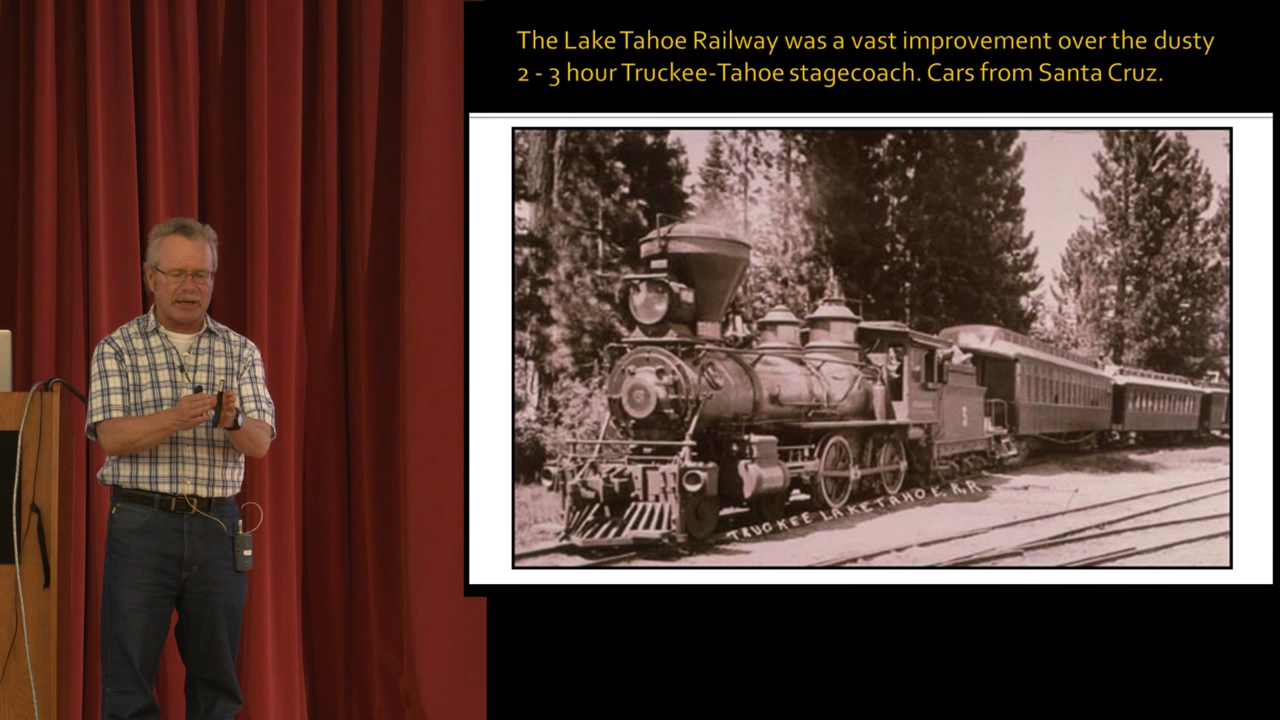 The Lake Tahoe Railway was a vast improvement over the dusty
2 - 3 hour Truckee-Tahoe stagecoach. Cars from Santa Cruz.
5
TRUCKEE LAKE TAHOE R.R